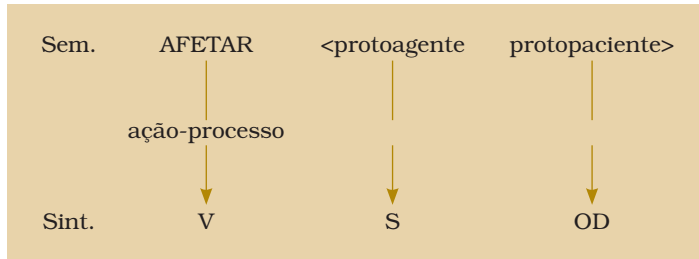 Sem. AFETAR <protoagente protopaciente>
ação-processo
Sint. V S OD